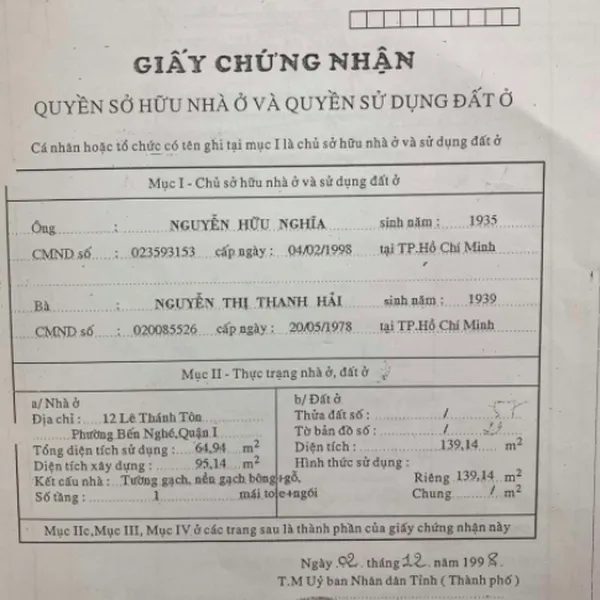 GIẤY CHỨNG NHẬN
QUYỀN SỞ HỮU NHÀ Ở VÀ QUYỀN SỬ DỤNG ĐẤT Ở
Cá nhân hoặc tổ chức có tên ghi tại mục I là chủ sở hữu nhà ở và sử dụng đất ở
Mục I - Chủ sở hữu nhà ở và sử dụng đất ở
Ông : NGUYỄN HỮU NGHĨA sinh năm : 1935
CMND số : 023593153 cấp ngày : 04/02/1998 tại TP.Hồ Chí Minh
Bà : NGUYỄN THỊ THANH HẢI sinh năm : 1939
CMND số : 020085526 cấp ngày : 20/05/1978 tại TP.Hồ Chí Minh
Mục II - Thực trạng nhà ở, đất ở
a/ Nhà ở
Địa chỉ : 12 Lê Thánh Tôn
Phường Bến Nghé,Quận I
Tổng diện tích sử dụng : 64,94 m2
Diện tích xây dựng : 95,14 m2
Kết cấu nhà : Tường gạch, nền gạch bông+gỗ,
Số tầng : 1 mái tole+ngói
b/ Đất ở
Thửa đất số : /
Tờ bản đồ số : /
Diện tích : 139,14 m2
Hình thức sử dụng :
Riêng 139,14 m2
Chung / m2
Mục IIc,Mục III, Mục IV ở các trang sau là thành phần của giấy chứng nhận này
Ngày 02 tháng 12 năm 1998.
T.M Uỷ ban Nhân dân Tỉnh ( Thành phố )